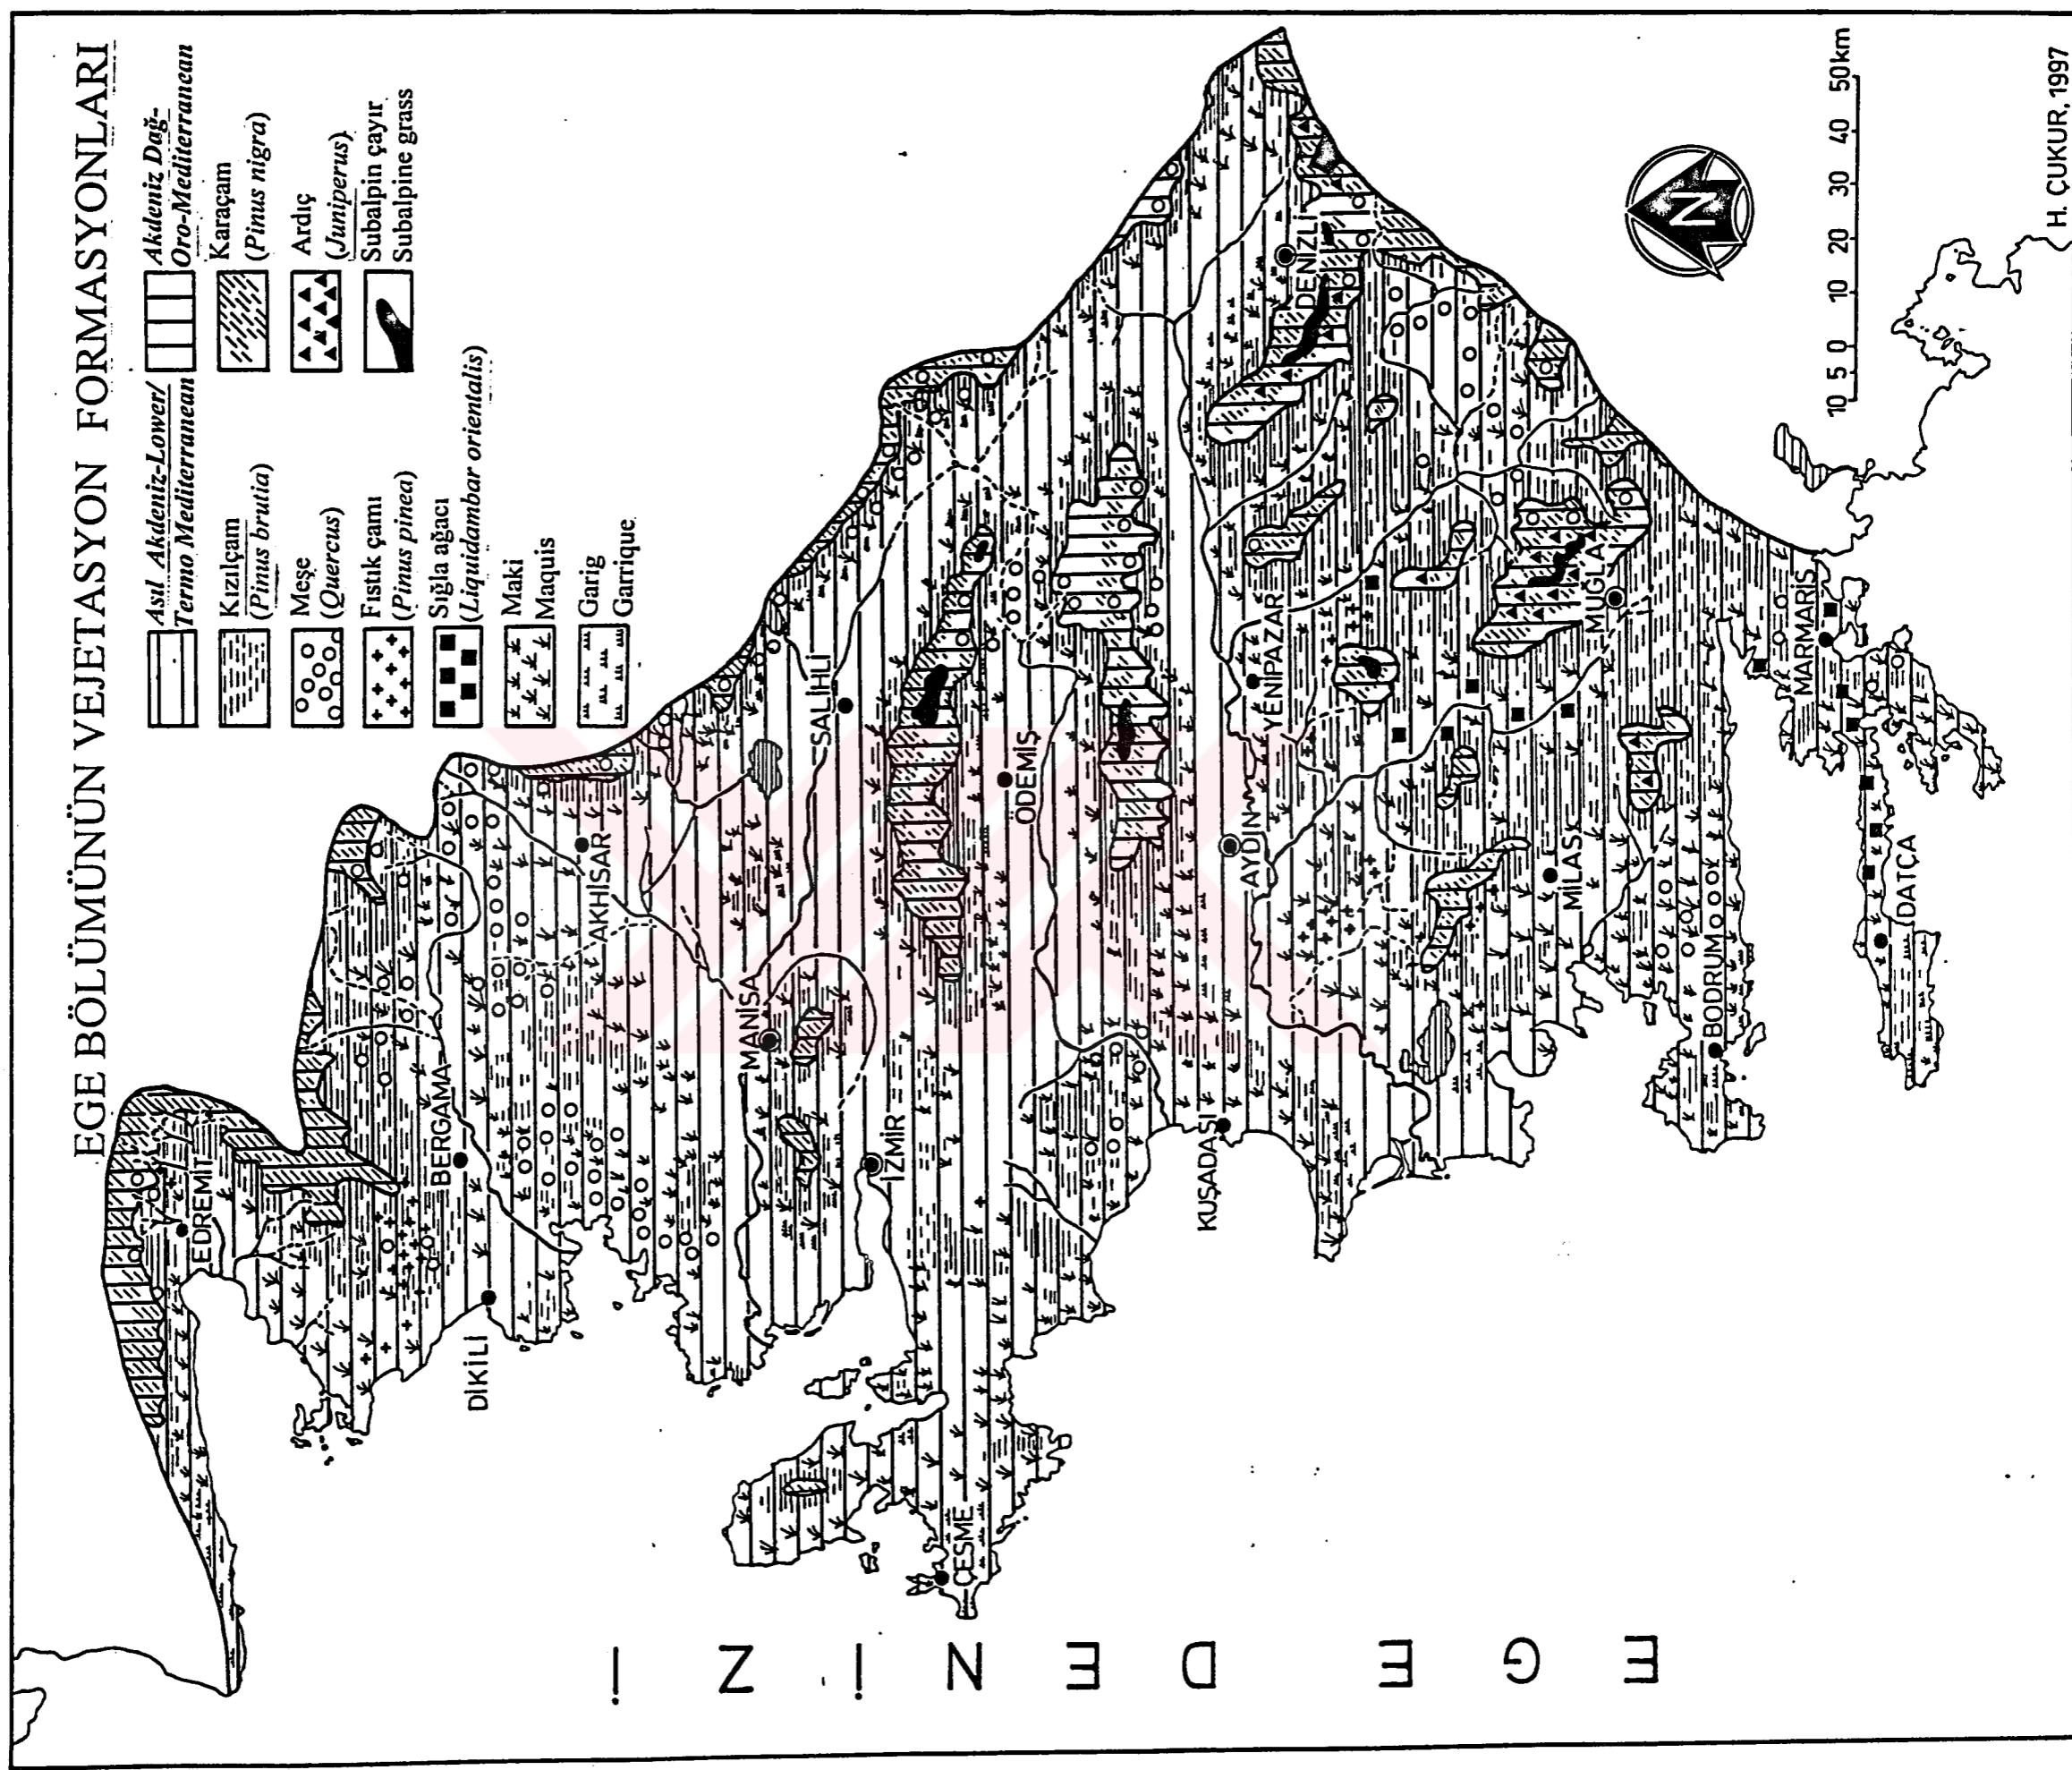 EGE BÖLÜMÜNÜN VEJETASYON FORMASYONLARI
Asıl Akdeniz-Lower/
Termo Mediterranean
Kızılçam
(Pinus brutia)
Meşe
(Quercus)
Fıstık çamı
(Pinus pinea)
Sığla ağacı
(Liquidambar orientalis)
Maki
Maquis
Garig
Garrique
Akdeniz Dağ-
Oro-Mediterranean
Karaçam
(Pinus nigra)
Ardıç
(Juniperus)
Subalpin çayır
Subalpine grass
EDREMİT
BERGAMA
DİKİLİ
AKHİSAR
MANİSA
SALİHLİ
İZMİR
ÇESME
ÖDEMİŞ
KUŞADASI
AYDIN
YENİPAZAR
DENİZLİ
MİLAS
MUĞLA
BODRUM
MARMARİS
DATÇA
EGE DENİZİ
N
10 5 0 10 20 30 40 50km
H. ÇUKUR, 1997